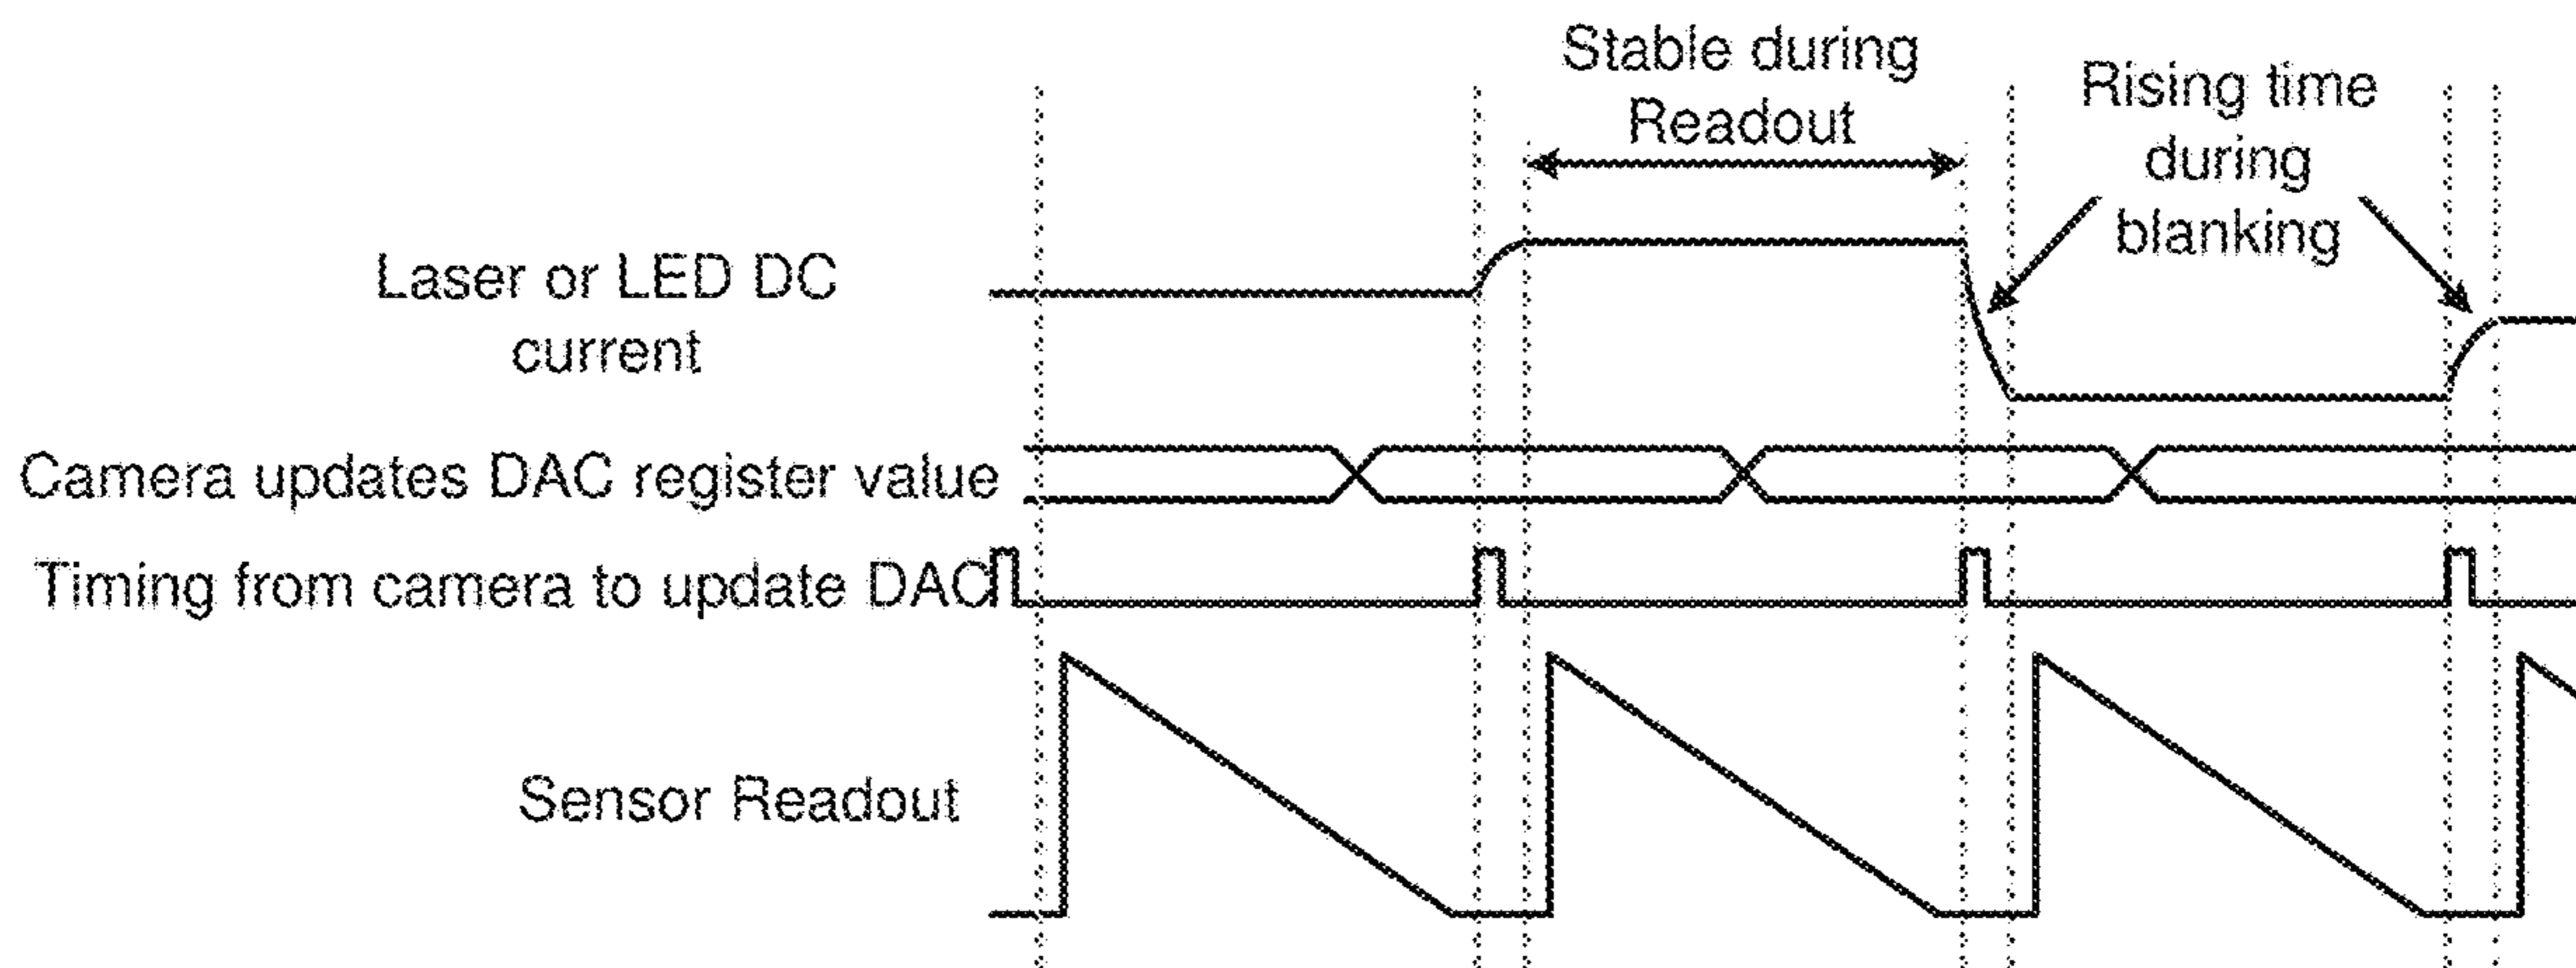 Stable during
Readout
Rising time
during
blanking
Laser or LED DC
current
Camera updates DAC register value
Timing from camera to update DAC
Sensor Readout